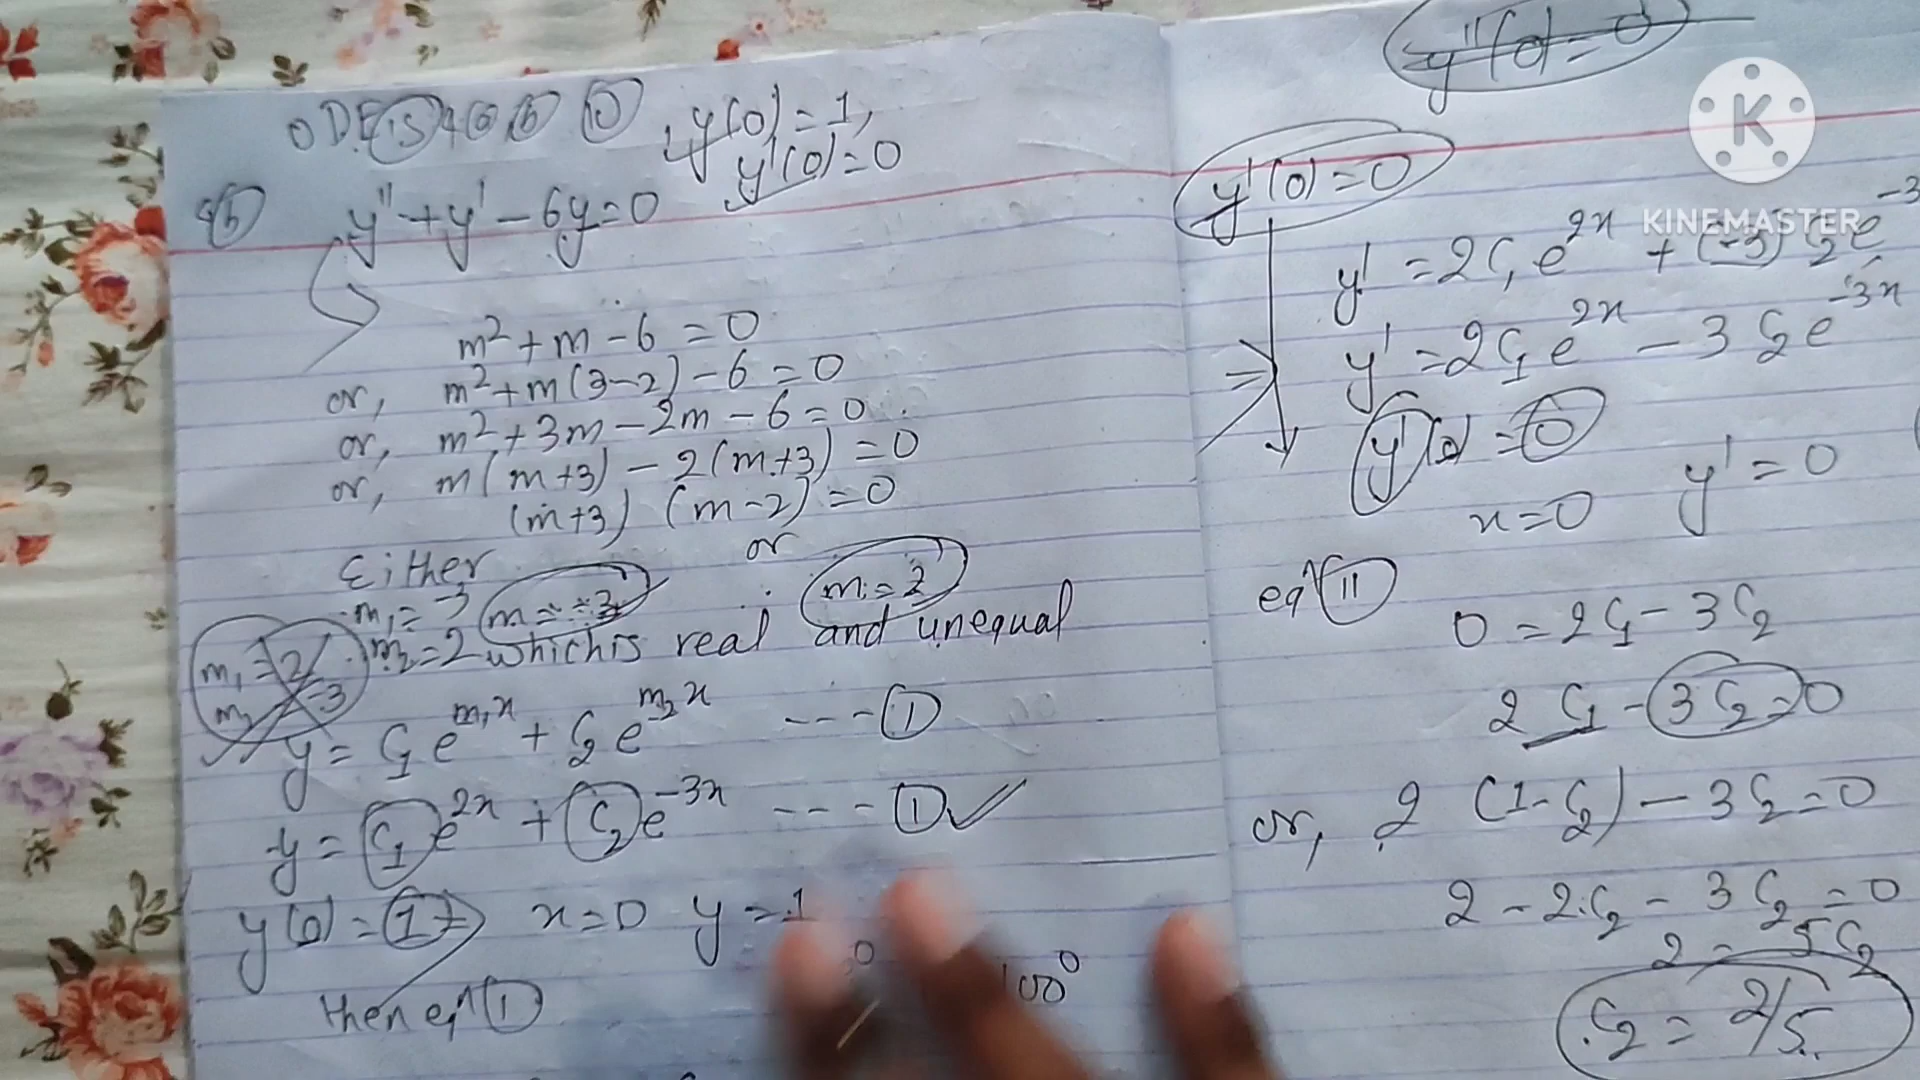 y(0) = 1,
y'(0) = 0
y'' + y' - 6y = 0
m² + m - 6 = 0
or, m² + m(3-2) - 6 = 0
or, m² + 3m - 2m - 6 = 0
or, m(m+3) - 2(m+3) = 0
(m+3) (m-2) = 0
Either or
m₁ = -3 m = -3 m = 2
m₂ = 2 which is real and unequal
m₁ = 2
m₂ = -3
y = C₁e^m₁x + C₂e^m₂x --- ①
y = C₁e^2x + C₂e^-3x --- ①
y(0) = 1 x = 0 y = 1
then eqⁿ ①
100⁰
y''(0) = 0
y'(0) = 0
K
KINEMASTER
y' = 2C₁e^2x + (-3)C₂e^-3
y' = 2C₁e^2x - 3C₂e^-3x
y'(0) = 0
x = 0 y' = 0
eqⁿ ⑪
0 = 2C₁ - 3C₂
2C₁ - 3C₂ = 0
or, 2 (1-C₂) - 3C₂ = 0
2 - 2.C₂ - 3C₂ = 0
2 = 5C₂
C₂ = 2/5